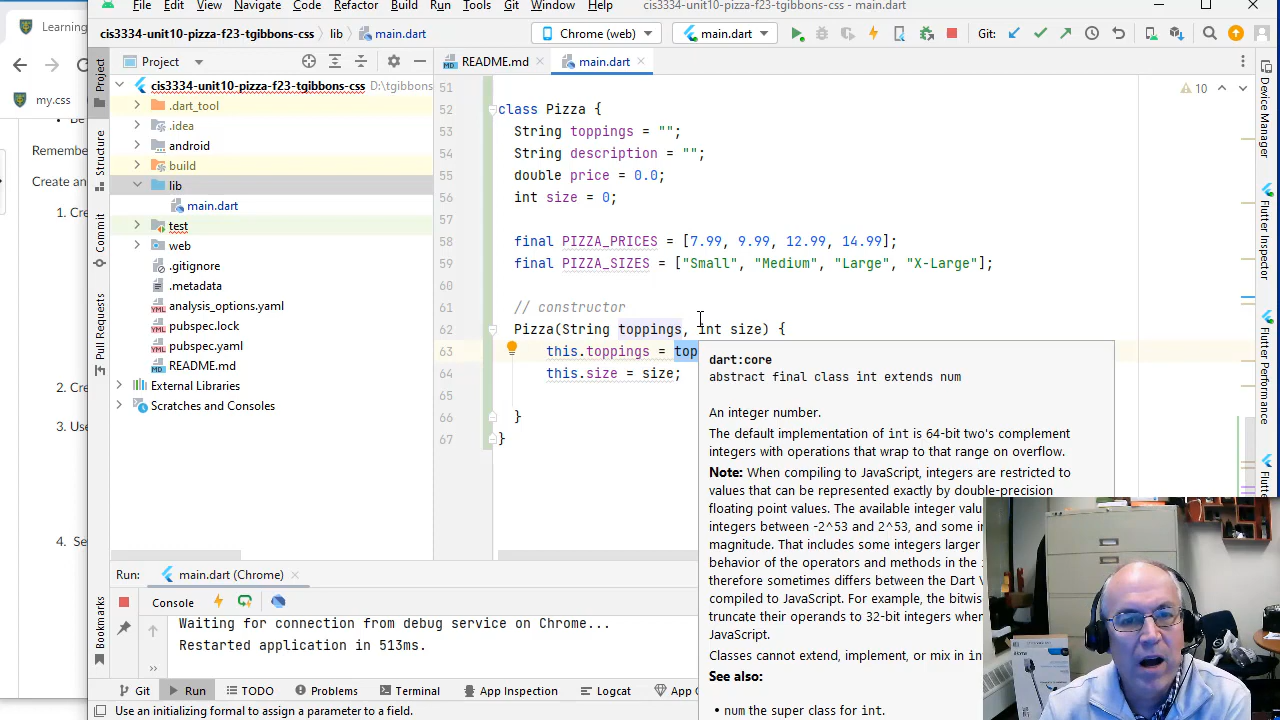 File Edit View Navigate Code Refactor Build Run Tools Git Window Help cis3334-unit10-pizza-f23-tgibbons-css - main.dart
Learning
cis3334-unit10-pizza-f23-tgibbons-css lib main.dart Chrome (web) main.dart Git:
Project README.md main.dart
my.css
cis3334-unit10-pizza-f23-tgibbons-css D:\tgibbons
.dart_tool
.idea
android
build
lib
main.dart
test
web
.gitignore
.metadata
analysis_options.yaml
pubspec.lock
pubspec.yaml
README.md
External Libraries
Scratches and Consoles
Be
Remembe
Create an
1. Cre
2. Cre
3. Use
4. Se
Project
Structure
Commit
Pull Requests
Bookmarks
10
51
52 class Pizza {
53 String toppings = "";
54 String description = "";
55 double price = 0.0;
56 int size = 0;
57
58 final PIZZA_PRICES = [7.99, 9.99, 12.99, 14.99];
59 final PIZZA_SIZES = ["Small", "Medium", "Large", "X-Large"];
60
61 // constructor
62 Pizza(String toppings, int size) {
63 this.toppings = top
64 this.size = size;
65
66 }
67 }
dart:core
abstract final class int extends num
An integer number.
The default implementation of int is 64-bit two's complement
integers with operations that wrap to that range on overflow.
Note: When compiling to JavaScript, integers are restricted to
values that can be represented exactly by double-precision
floating point values. The available integer valu
integers between -2^53 and 2^53, and some in
magnitude. That includes some integers larger
behavior of the operators and methods in the
therefore sometimes differs between the Dart
compiled to JavaScript. For example, the bitwis
truncate their operands to 32-bit integers when
JavaScript.
Classes cannot extend, implement, or mix in in
See also:
• num the super class for int.
Device Manager
Flutter Inspector
Flutter Performance
Flutt
Run: main.dart (Chrome)
Console
Waiting for connection from debug service on Chrome...
Restarted application in 513ms.
Git Run TODO Problems Terminal App Inspection Logcat App
Use an initializing formal to assign a parameter to a field.